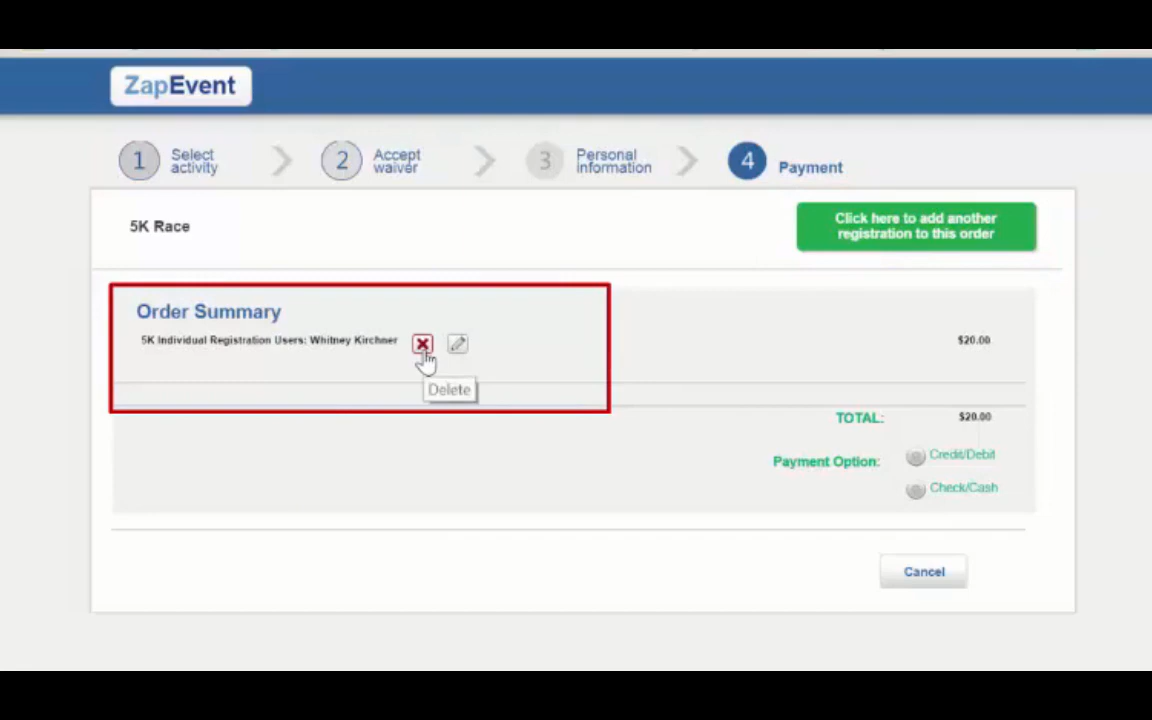 ZapEvent
1 Select activity
2 Accept waiver
3 Personal information
4 Payment
5K Race
Click here to add another
registration to this order
Order Summary
5K Individual Registration Users: Whitney Kirchner $20.00
Delete
TOTAL: $20.00
Payment Option: Credit/Debit
Check/Cash
Cancel